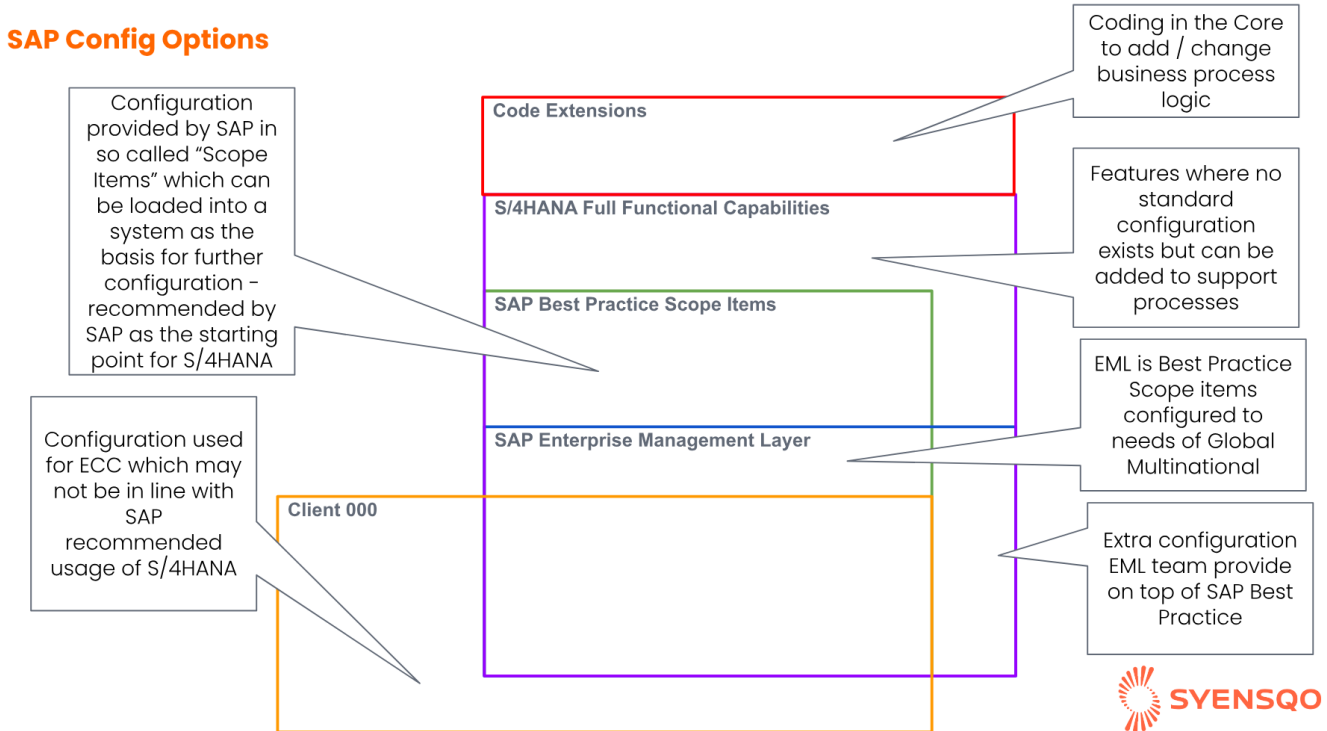 SAP Config Options
Coding in the Core
to add / change
business process
logic
Configuration
provided by SAP in
so called “Scope
Items” which can
be loaded into a
system as the
basis for further
configuration -
recommended by
SAP as the starting
point for S/4HANA
Code Extensions
Features where no
standard
configuration
exists but can be
added to support
processes
S/4HANA Full Functional Capabilities
SAP Best Practice Scope Items
EML is Best Practice
Scope items
configured to
needs of Global
Multinational
Configuration used
for ECC which may
not be in line with
SAP
recommended
usage of S/4HANA
SAP Enterprise Management Layer
Client 000
Extra configuration
EML team provide
on top of SAP Best
Practice
SYENSQO